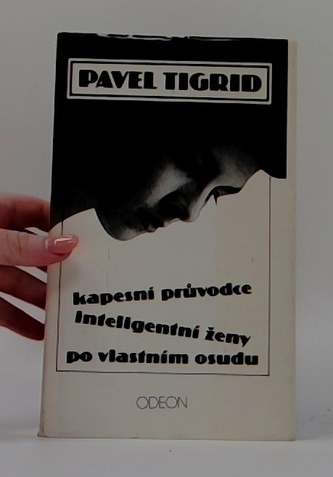 PAVEL TIGRID
kapesní průvodce
inteligentní ženy
po vlastním osudu
ODEON